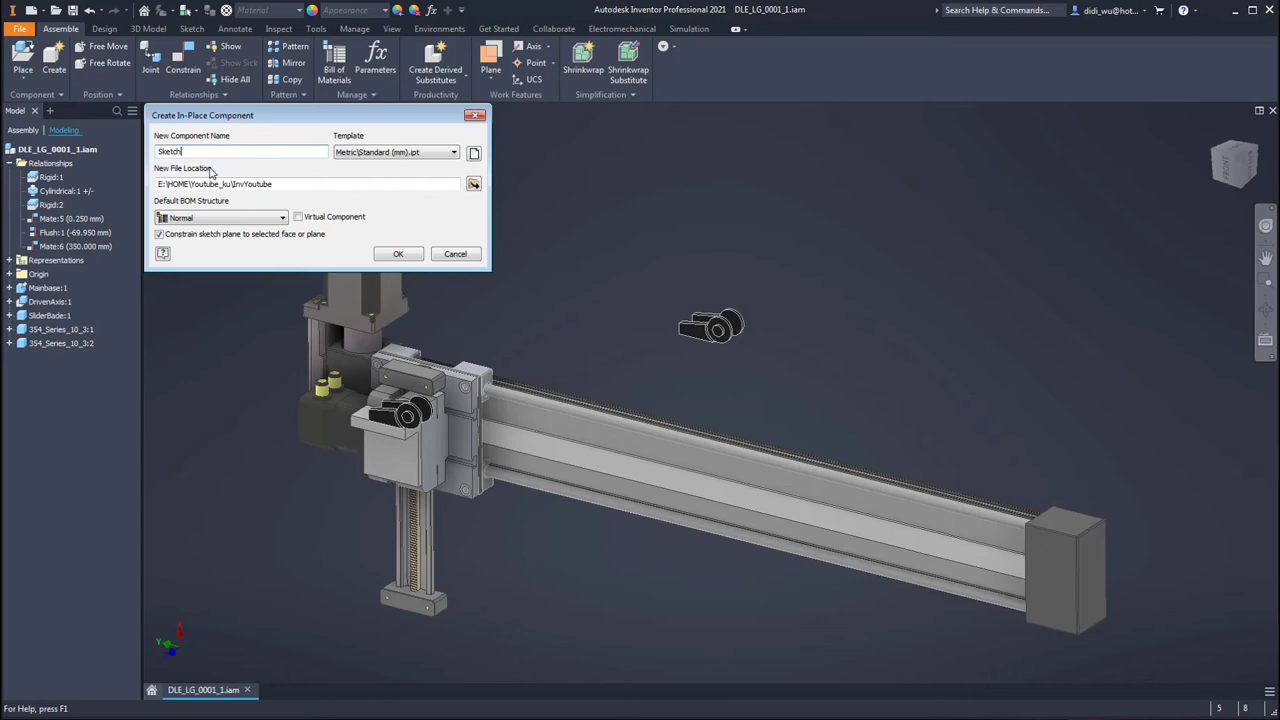 Material
Appearance
Autodesk Inventor Professional 2021 DLE_LG_0001_1.iam
Search Help & Commands...
didi_wu@hot...
File Assemble Design 3D Model Sketch Annotate Inspect Tools Manage View Environments Get Started Collaborate Electromechanical Simulation
Place
Create
Free Move
Free Rotate
Joint
Constrain
Show
Show Sick
Hide All
Pattern
Mirror
Copy
Bill of
Materials
Parameters
Create Derived
Substitutes
Plane
Axis
Point
UCS
Shrinkwrap
Shrinkwrap
Substitute
Component Position Relationships Pattern Manage Productivity Work Features Simplification
Model
Assembly Modeling
DLE_LG_0001_1.iam
Relationships
Rigid:1
Cylindrical:1 +/-
Rigid:2
Mate:5 (0.250 mm)
Flush:1 (-69.950 mm)
Mate:6 (350.000 mm)
Representations
Origin
Mainbase:1
DrivenAxis:1
SliderBade:1
354_Series_10_3:1
354_Series_10_3:2
Create In-Place Component
New Component Name
Template
Sketch
Metric\Standard (mm).ipt
New File Location
E:\HOME\Youtube_ku\InvYoutube
Default BOM Structure
Normal
Virtual Component
Constrain sketch plane to selected face or plane
OK
Cancel
FRONT
X
Y
DLE_LG_0001_1.iam
For Help, press F1
5 8